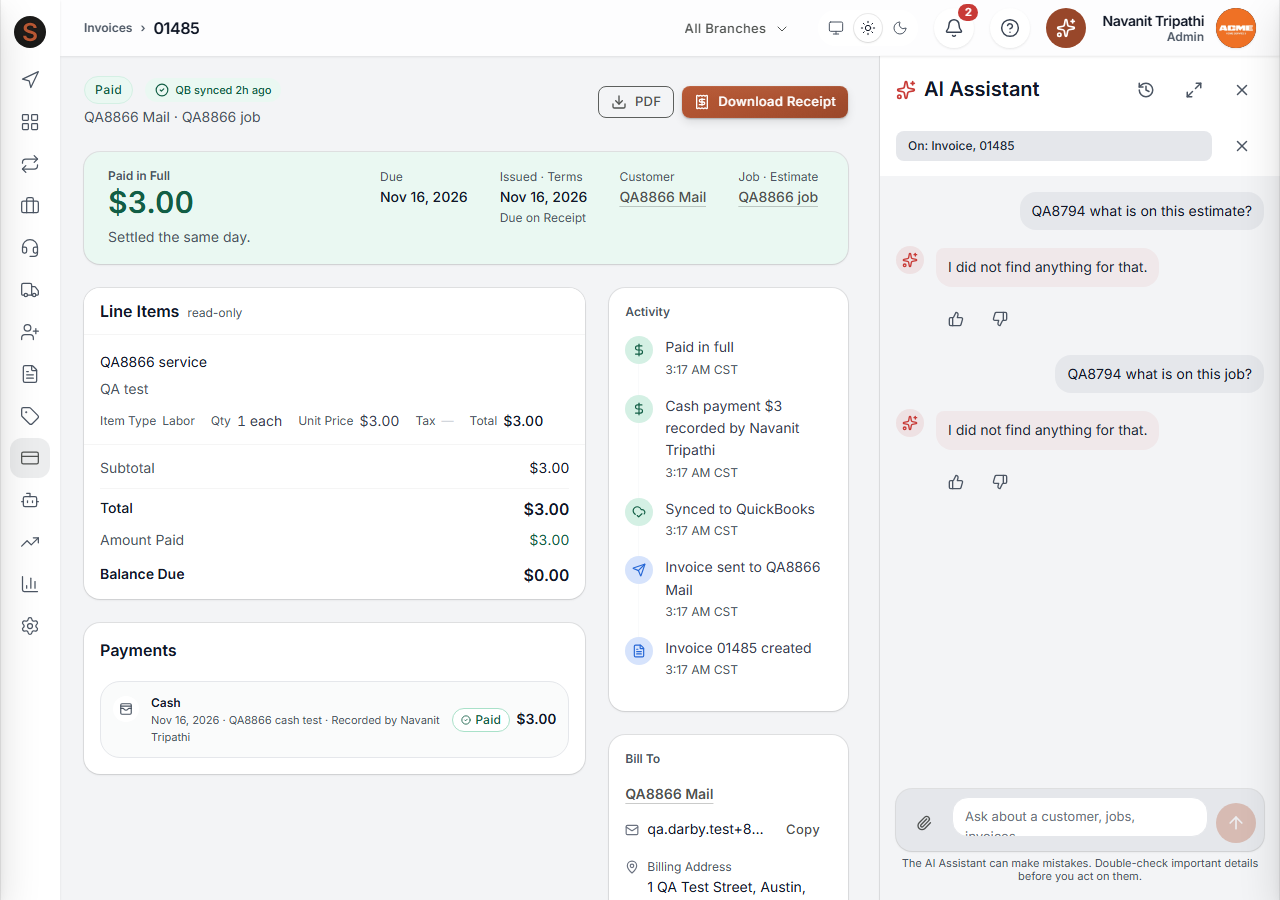 S
Invoices › 01485
All Branches
2
Navanit Tripathi
Admin
ACME
Paid
QB synced 2h ago
QA8866 Mail · QA8866 job
PDF
Download Receipt
Paid in Full
$3.00
Settled the same day.
Due
Nov 16, 2026
Issued · Terms
Nov 16, 2026
Due on Receipt
Customer
QA8866 Mail
Job · Estimate
QA8866 job
Line Items read-only
QA8866 service
QA test
Item Type Labor Qty 1 each Unit Price $3.00 Tax — Total $3.00
Subtotal $3.00
Total $3.00
Amount Paid $3.00
Balance Due $0.00
Payments
Cash
Nov 16, 2026 · QA8866 cash test · Recorded by Navanit
Tripathi
Paid $3.00
Activity
Paid in full
3:17 AM CST
Cash payment $3
recorded by Navanit
Tripathi
3:17 AM CST
Synced to QuickBooks
3:17 AM CST
Invoice sent to QA8866
Mail
3:17 AM CST
Invoice 01485 created
3:17 AM CST
Bill To
QA8866 Mail
qa.darby.test+8... Copy
Billing Address
1 QA Test Street, Austin,
AI Assistant
On: Invoice, 01485
QA8794 what is on this estimate?
I did not find anything for that.
QA8794 what is on this job?
I did not find anything for that.
Ask about a customer, jobs,
invoices
The AI Assistant can make mistakes. Double-check important details
before you act on them.